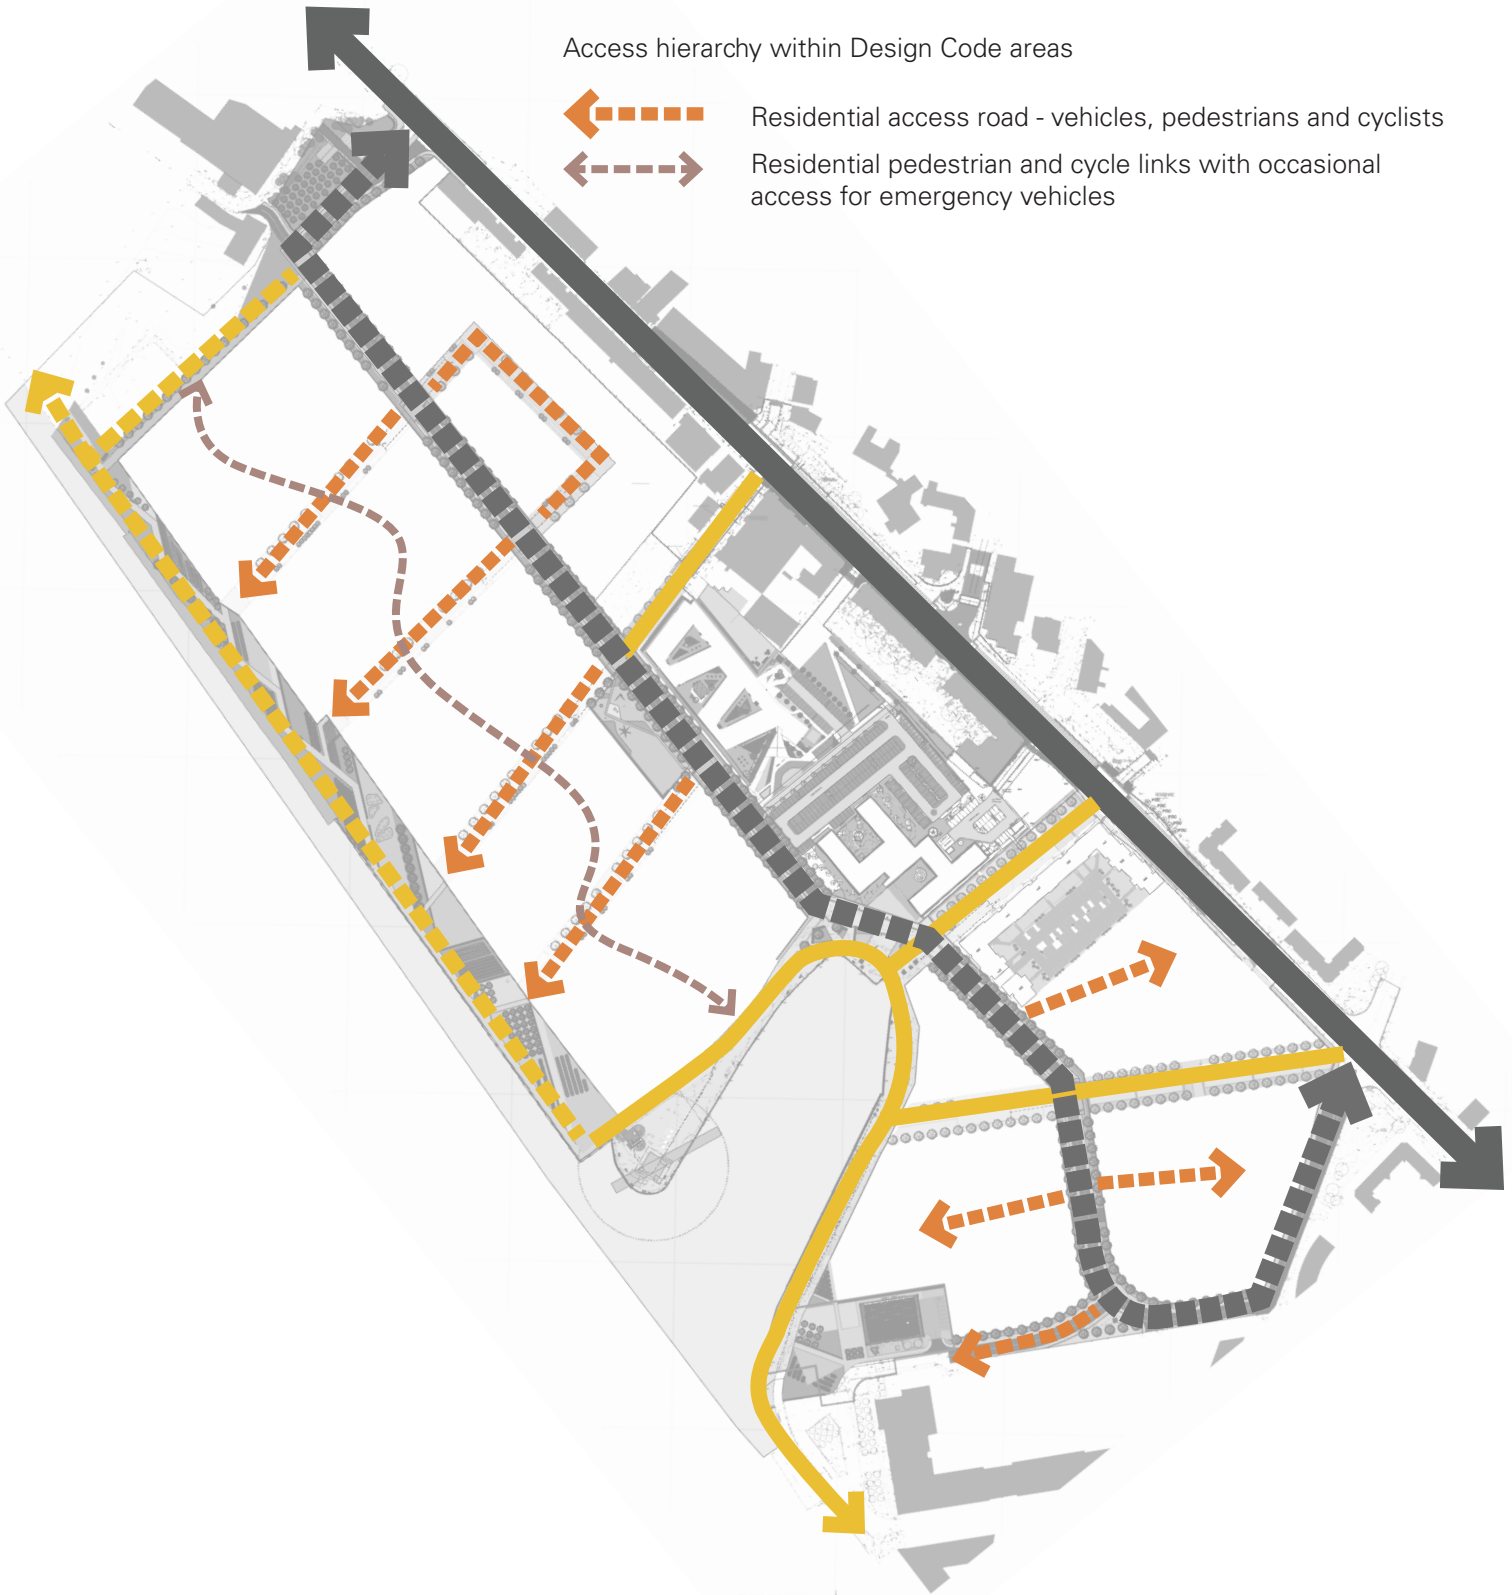 Access hierarchy within Design Code areas
Residential access road - vehicles, pedestrians and cyclists
Residential pedestrian and cycle links with occasional
access for emergency vehicles